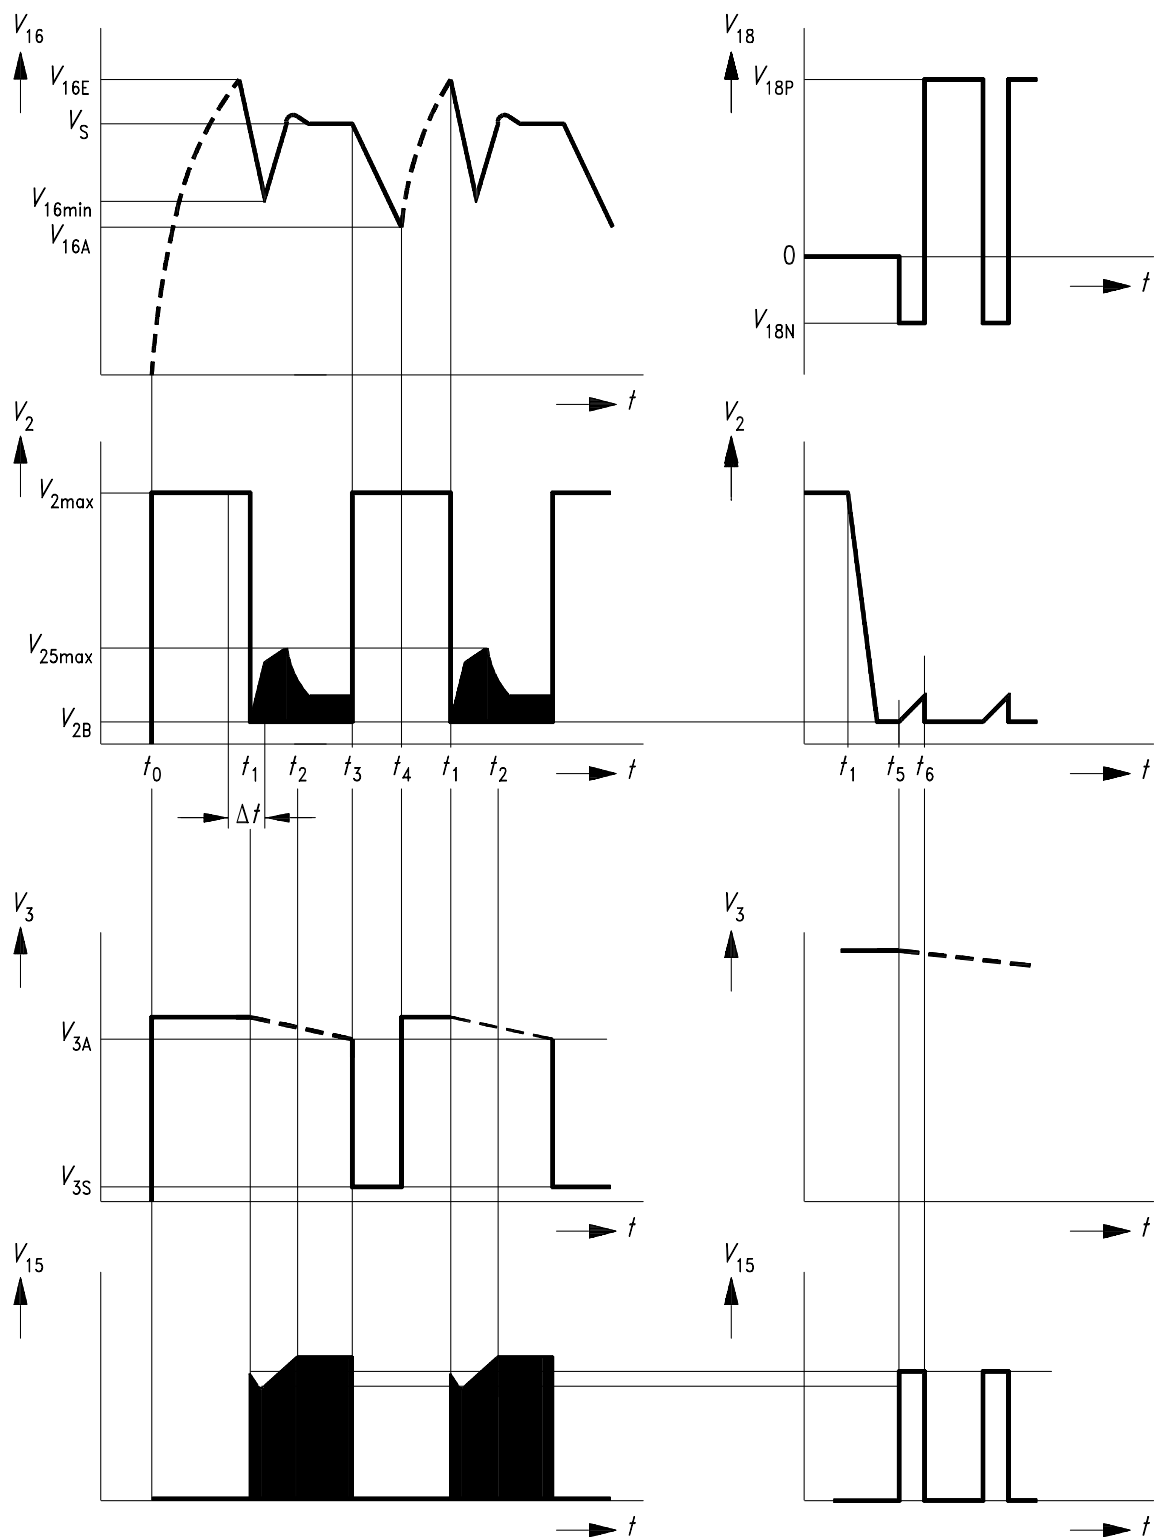 V16
V16E
VS
V16min
V16A
t
V18
V18P
0
V18N
t
V2
V2max
V25max
V2B
t0 t1 t2 t3 t4 t1 t2 t
Δt
V2
t1 t5 t6 t
V3
V3A
V3S
t
V3
t
V15
t
V15
t